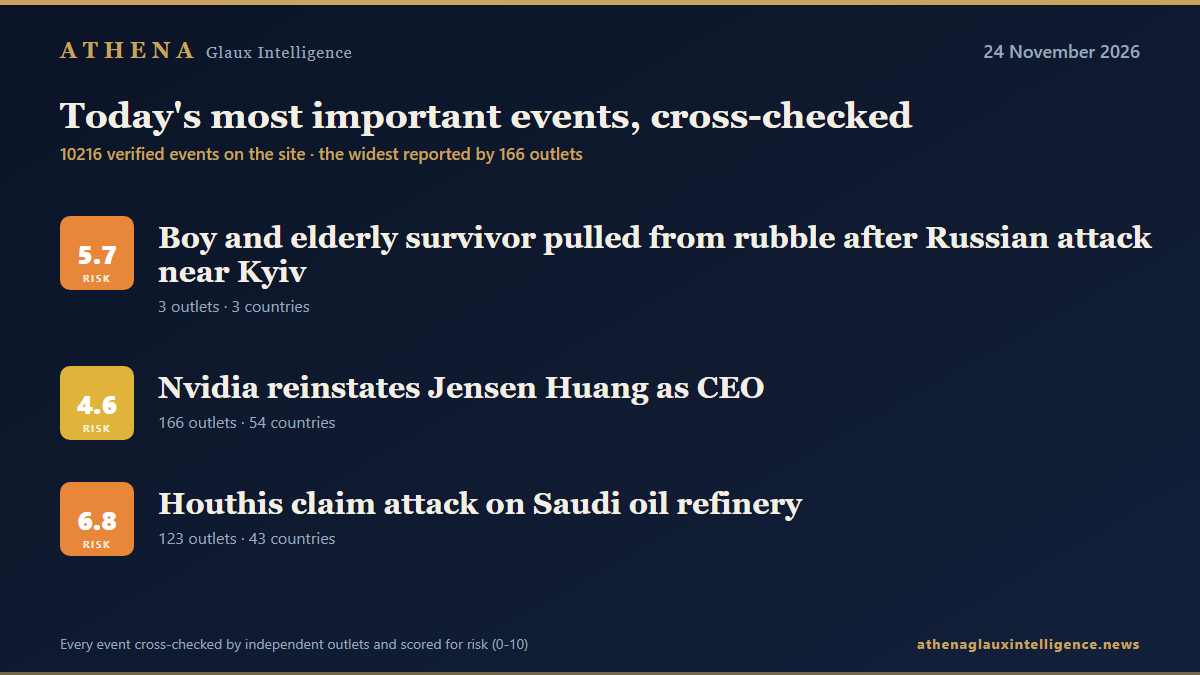 ATHENA Glaux Intelligence
24 November 2026
Today's most important events, cross-checked
10216 verified events on the site · the widest reported by 166 outlets
5.7
RISK
Boy and elderly survivor pulled from rubble after Russian attack
near Kyiv
3 outlets · 3 countries
4.6
RISK
Nvidia reinstates Jensen Huang as CEO
166 outlets · 54 countries
6.8
RISK
Houthis claim attack on Saudi oil refinery
123 outlets · 43 countries
Every event cross-checked by independent outlets and scored for risk (0-10)
athenaglauxintelligence.news